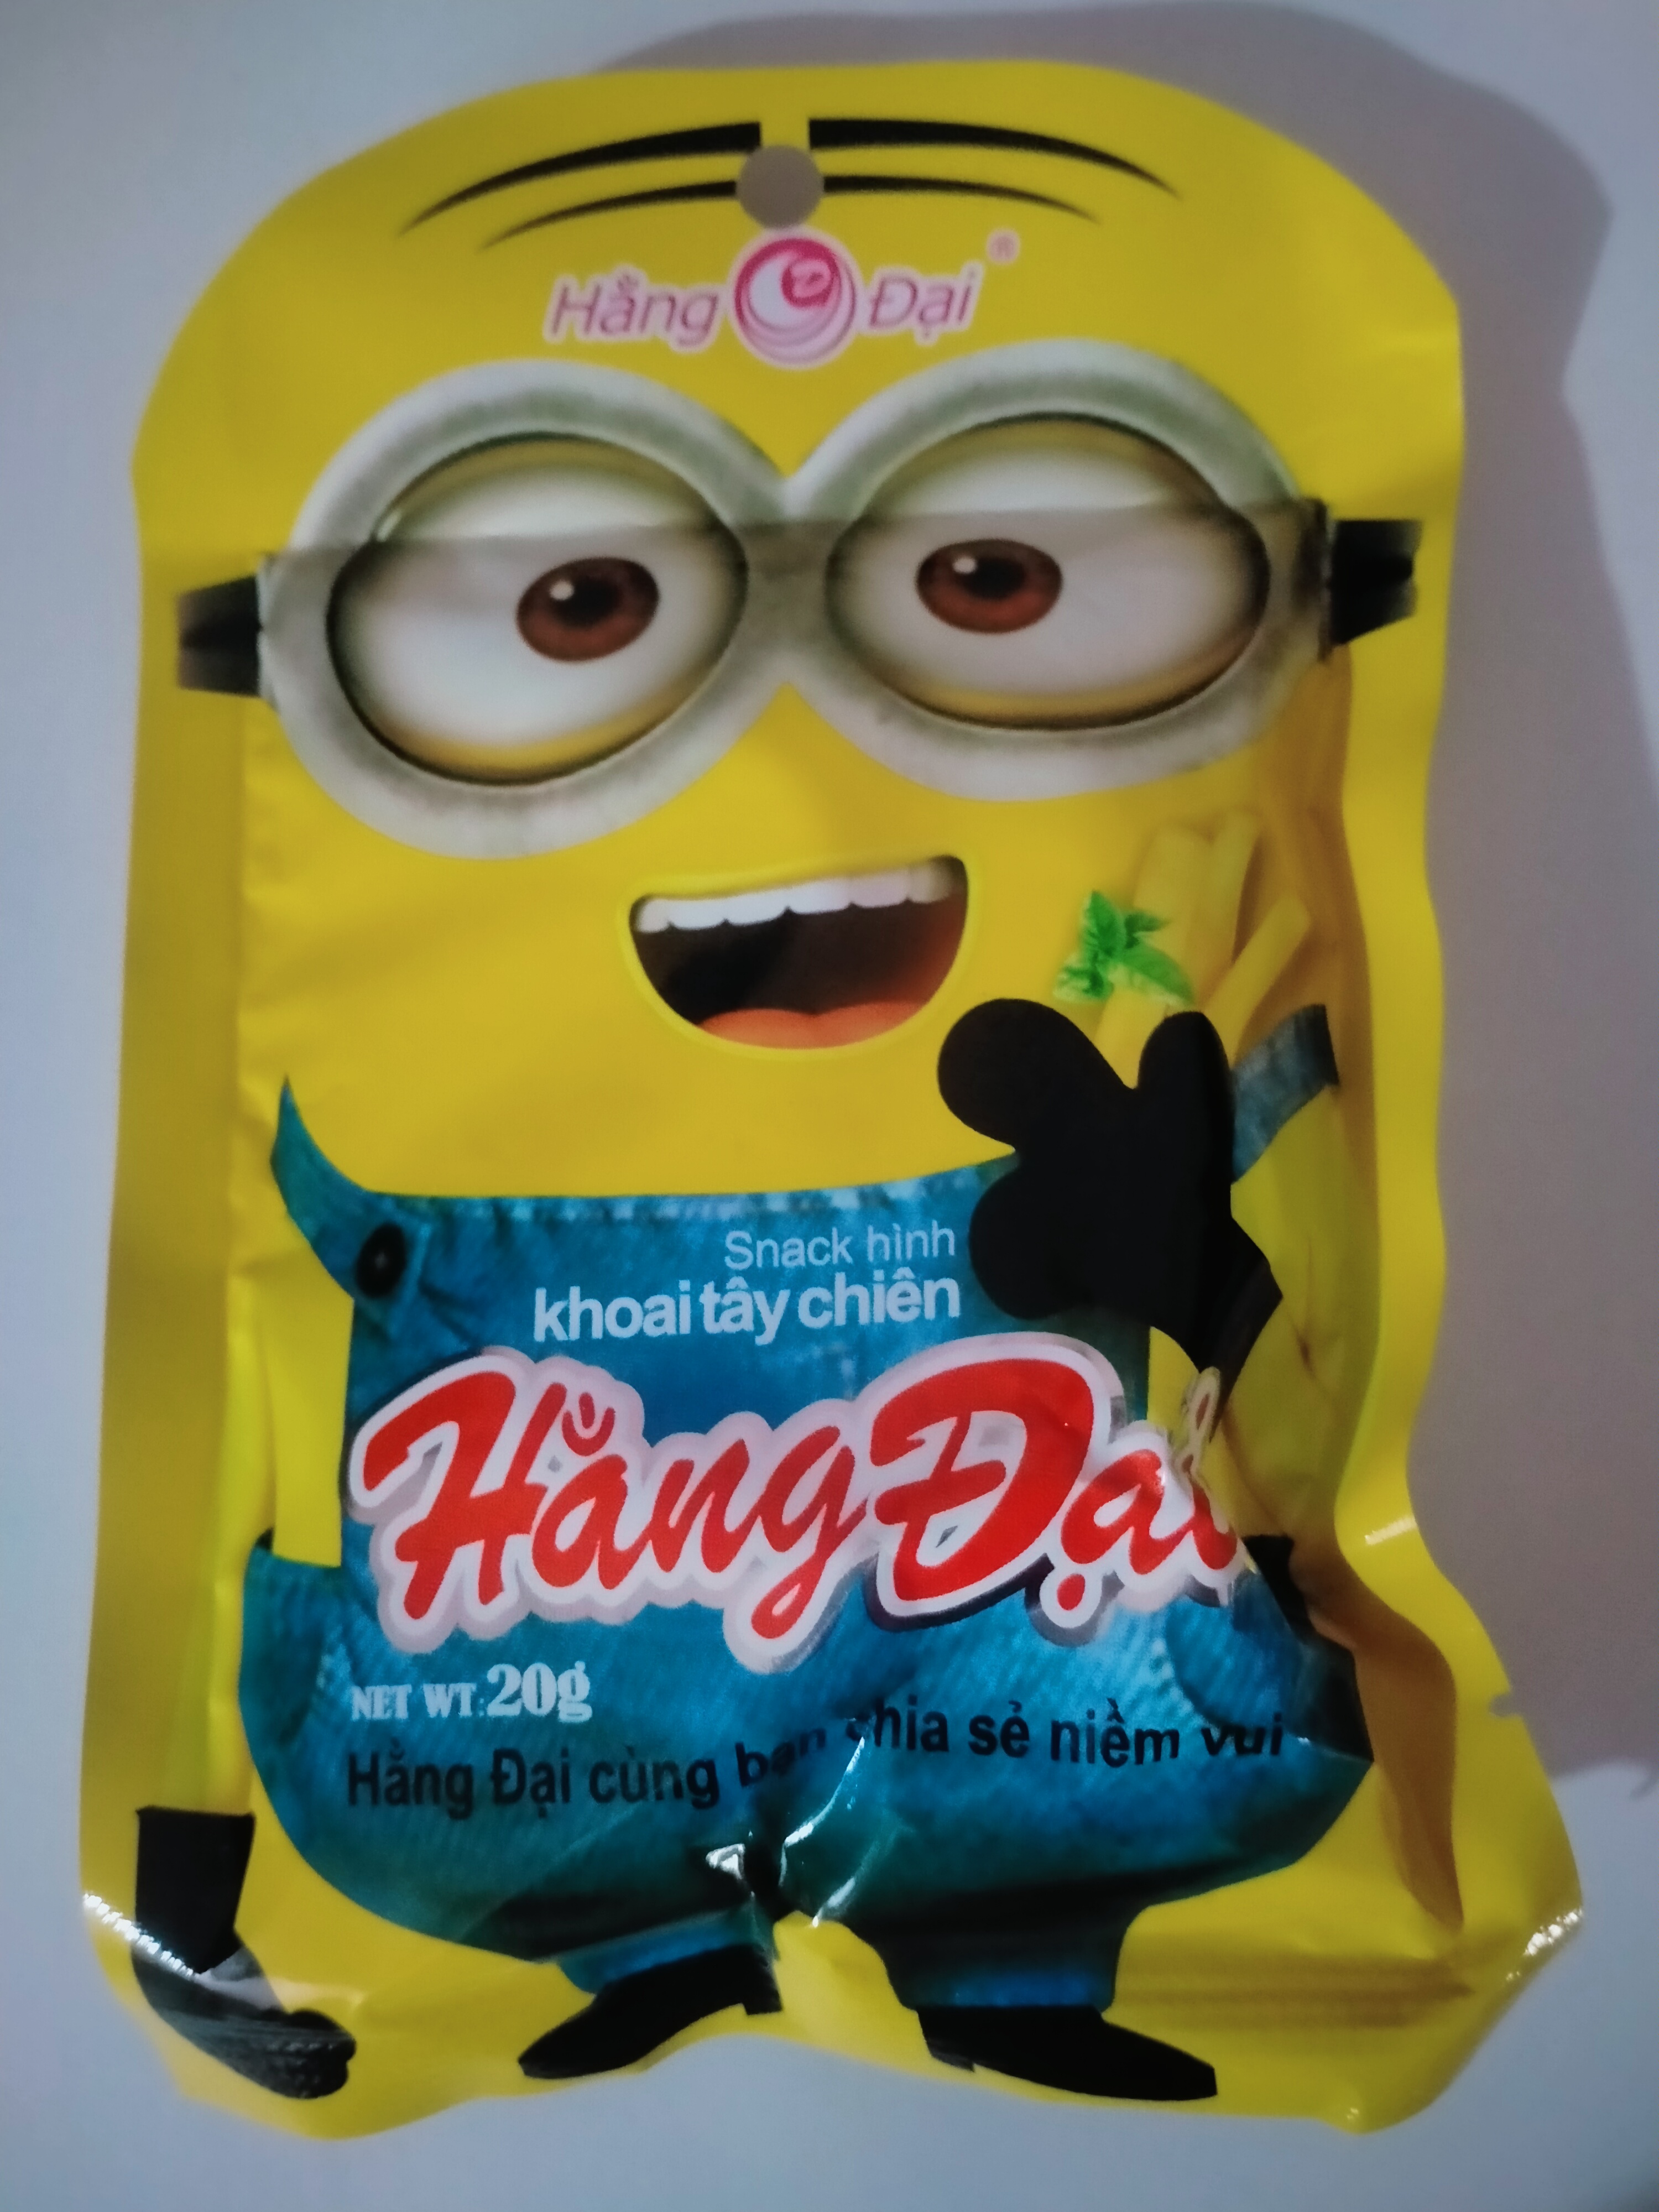 Hằng Đại ®
Snack hình
khoai tây chiên
Hằng Đại
NET WT: 20g
Hằng Đại cùng bạn chia sẻ niềm vui